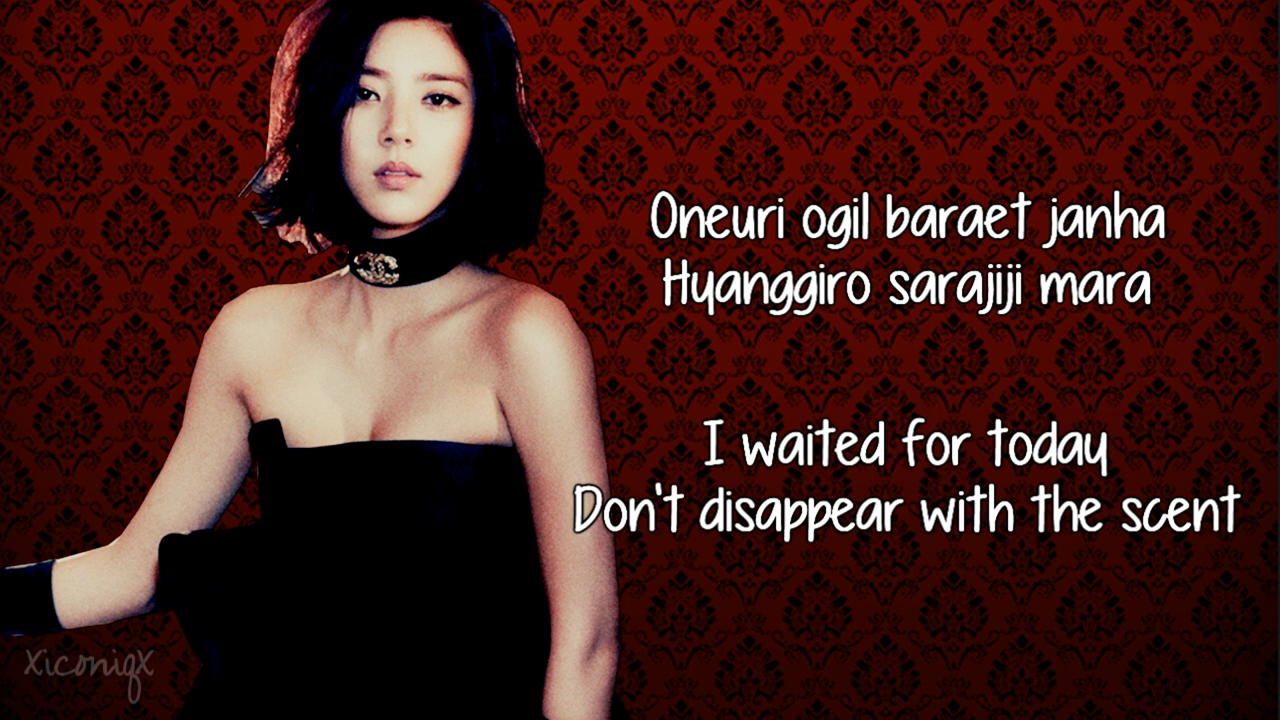 Oneuri ogil baraet janha
Hyanggiro sarajiji mara
I waited for today
Don't disappear with the scent
xiconiqx